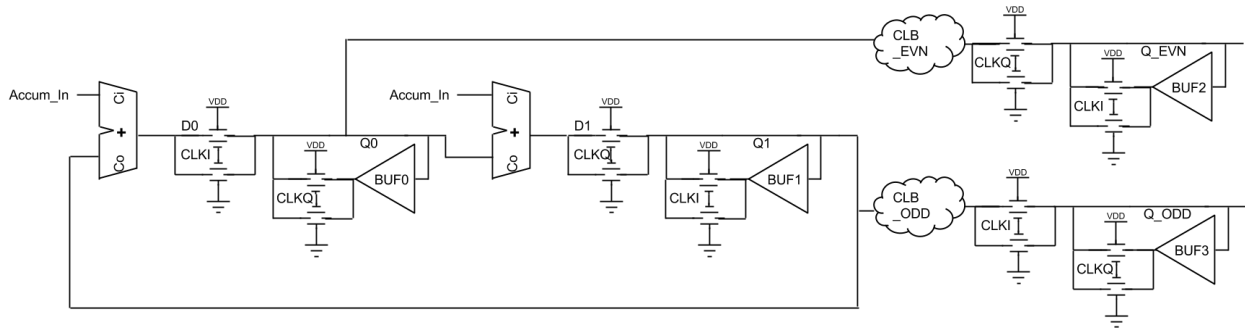 VDD
CLB
_EVN
CLKQ
Q_EVN
VDD
CLKI
BUF2
Accum_In
Ci
+
Co
D0
VDD
CLKI
Q0
VDD
CLKQ
BUF0
Accum_In
Ci
+
Co
D1
VDD
CLKQ
Q1
VDD
CLKI
BUF1
CLB
_ODD
VDD
CLKI
Q_ODD
VDD
CLKQ
BUF3